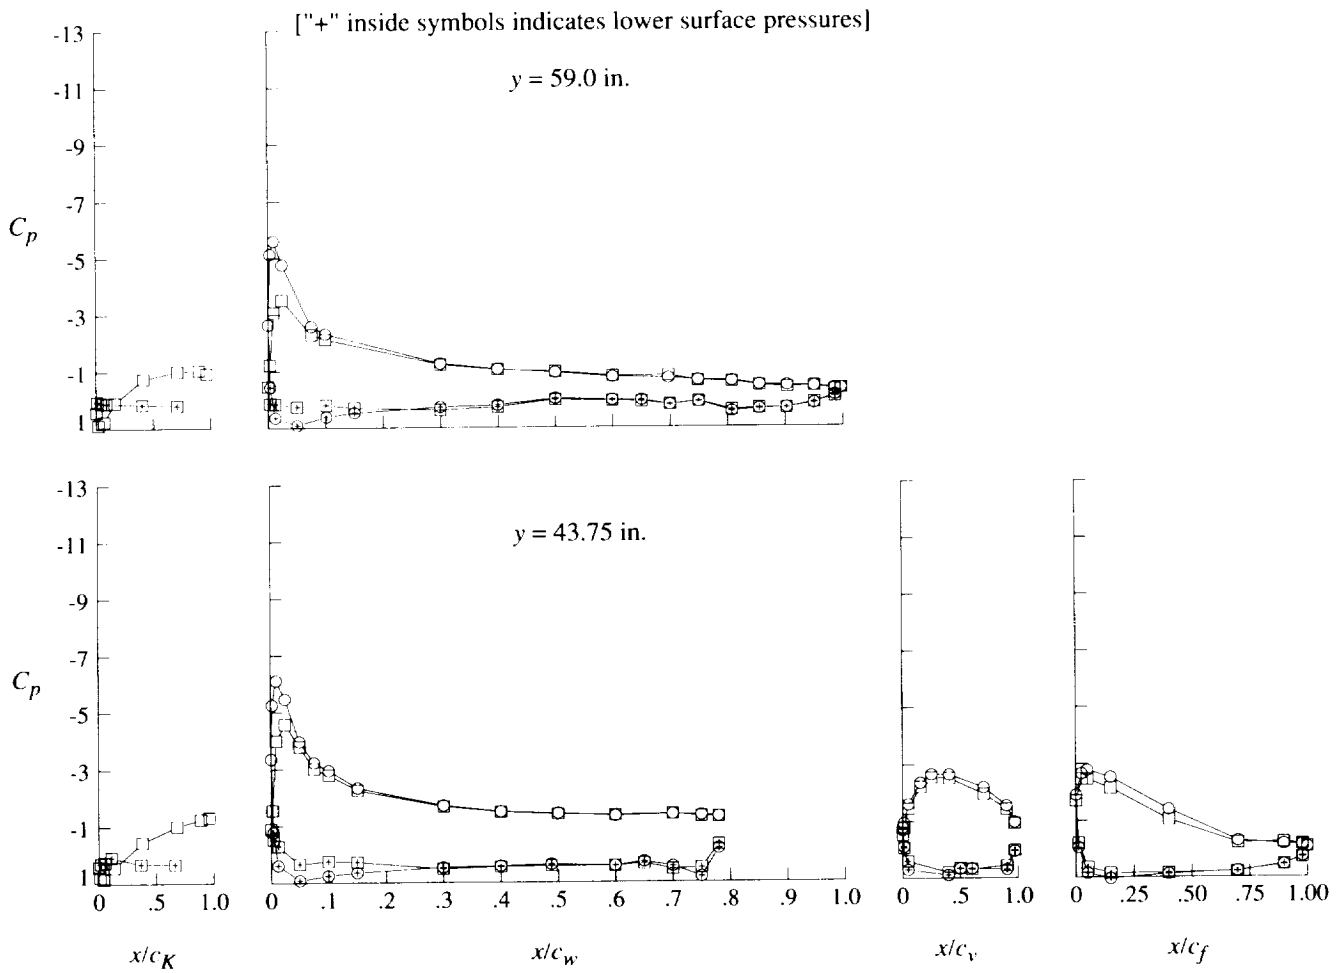 ["+" inside symbols indicates lower surface pressures]
y = 59.0 in.
-13
-11
-9
-7
C_p
-5
-3
-1
1
y = 43.75 in.
-13
-11
-9
-7
C_p
-5
-3
-1
1
0 .5 1.0 0 .1 .2 .3 .4 .5 .6 .7 .8 .9 1.0 0 .5 1.0 0 .25 .50 .75 1.00
x/c_K x/c_w x/c_v x/c_f